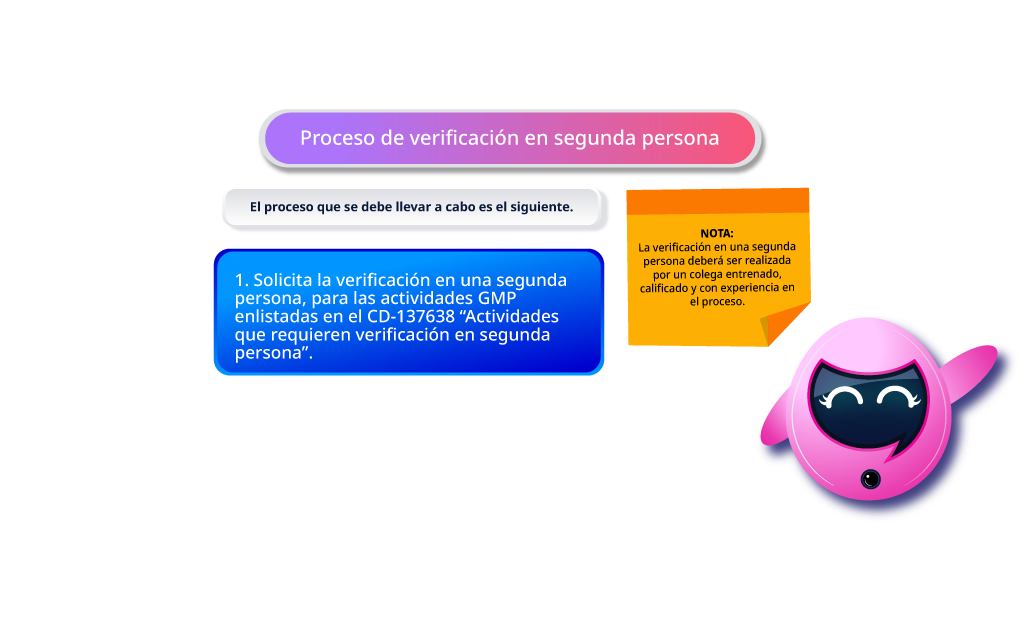 Proceso de verificación en segunda persona
El proceso que se debe llevar a cabo es el siguiente.
1. Solicita la verificación en una segunda
persona, para las actividades GMP
enlistadas en el CD-137638 “Actividades
que requieren verificación en segunda
persona”.
NOTA:
La verificación en una segunda
persona deberá ser realizada
por un colega entrenado,
calificado y con experiencia en
el proceso.